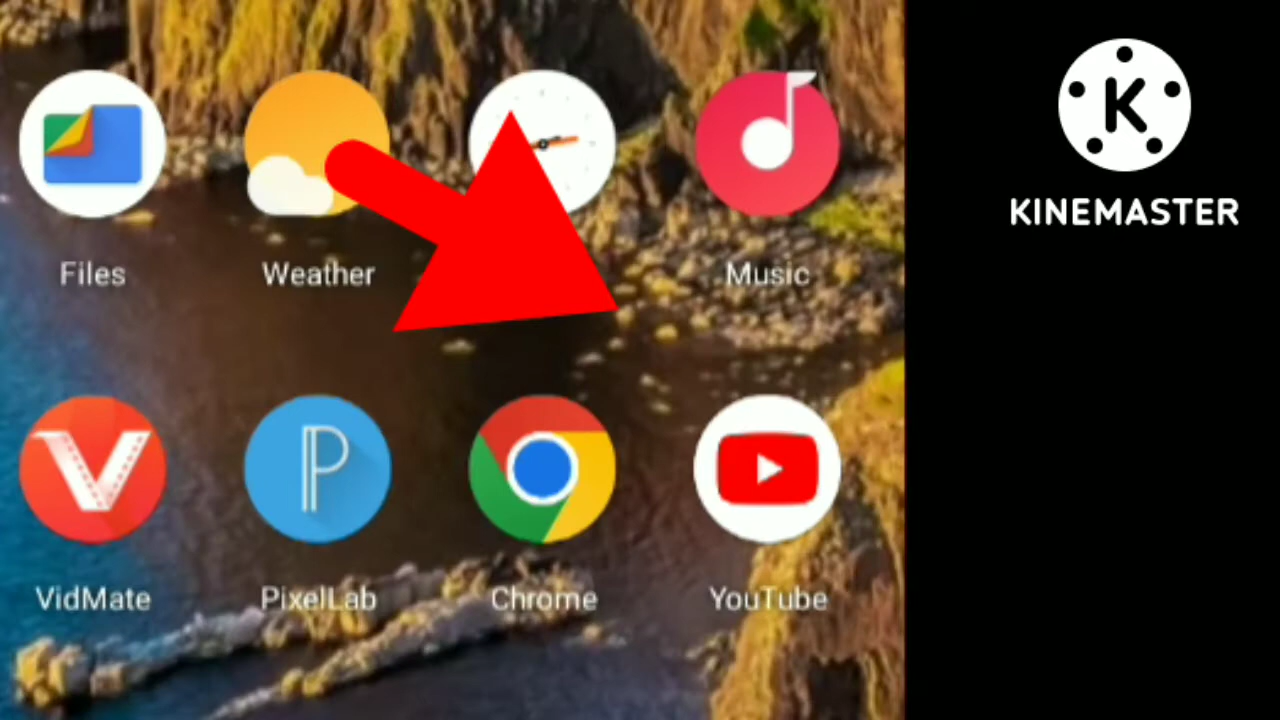 KINEMASTER
Files
Weather
Music
VidMate
PixelLab
Chrome
YouTube